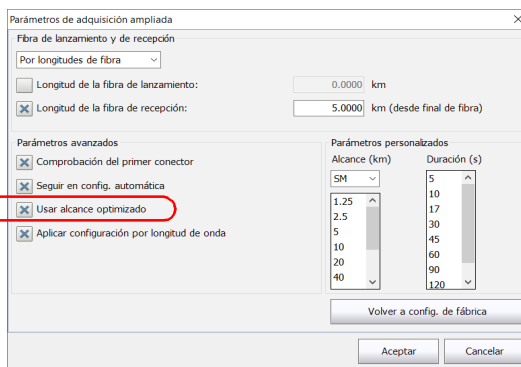 Parámetros de adquisición ampliada
Fibra de lanzamiento y de recepción
Por longitudes de fibra
Longitud de la fibra de lanzamiento: 0.0000 km
Longitud de la fibra de recepción: 5.0000 km (desde final de fibra)
Parámetros avanzados
Comprobación del primer conector
Seguir en config. automática
Usar alcance optimizado
Aplicar configuración por longitud de onda
Parámetros personalizados
Alcance (km) Duración (s)
SM
1.25
2.5
5
10
20
40
5
10
17
30
45
60
90
120
Volver a config. de fábrica
Aceptar Cancelar